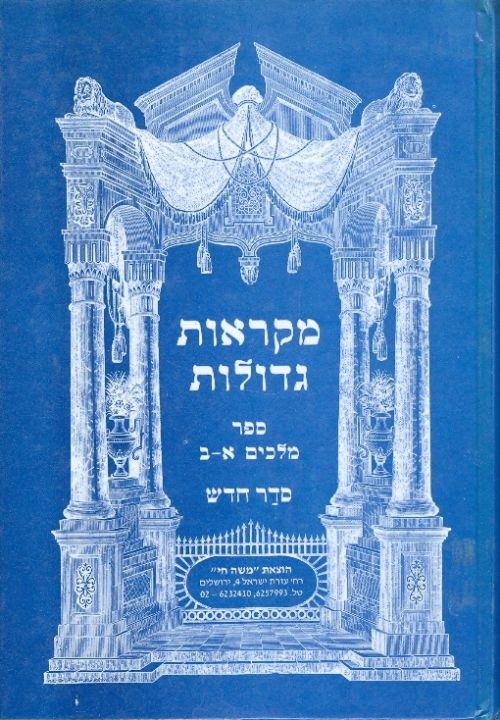 מקראות
גדולות
ספר
מלכים א-ב
סדר חדש
הוצאת "משה חי"
רח' עזרת ישראל 4, ירושלים
טל. 6257993, 6232410 - 02